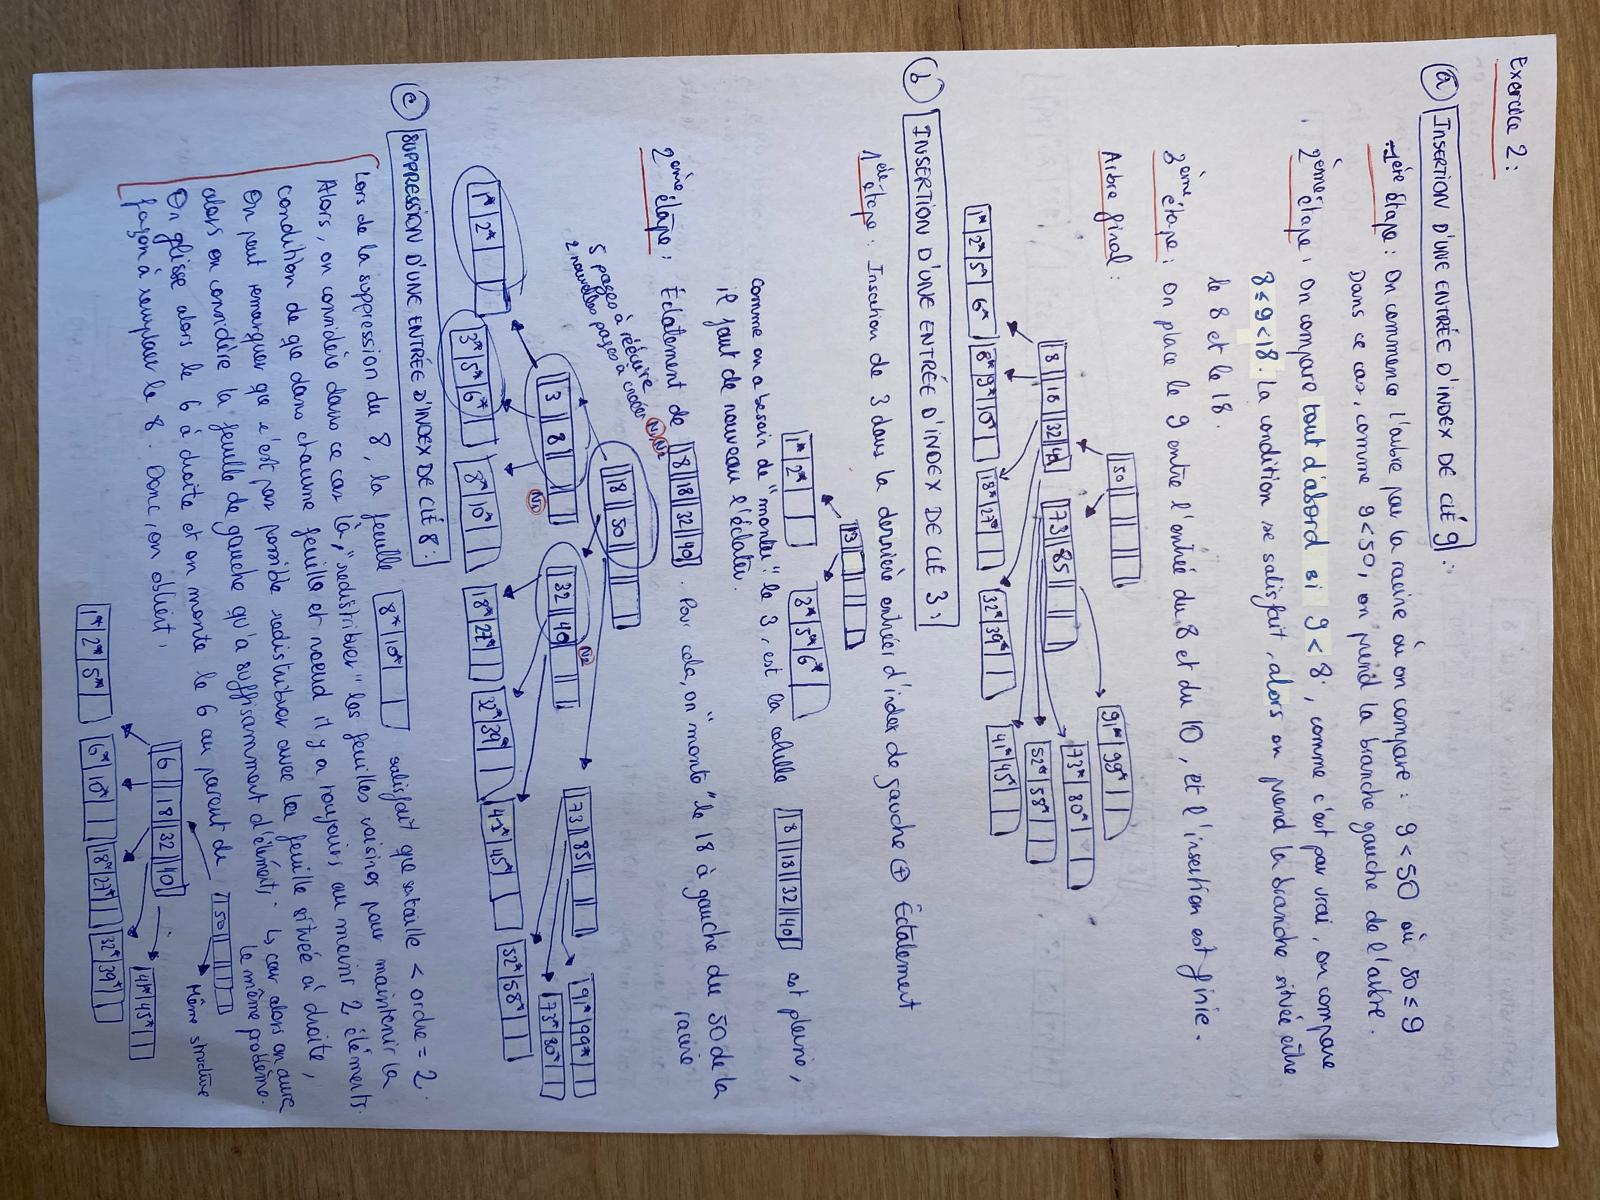 Exercice 2 :
a) INSERTION D'UNE ENTRÉE D'INDEX DE CLÉ 9 :
1ère étape : On commence l'arbre par la racine où on compare : 9 < 50 où 50 ≤ 9
Dans ce cas, comme 9 < 50, on prend la branche gauche de l'arbre.
2ème étape : On compare tout d'abord si 9 < 8, comme c'est pas vrai, on compare
8 ≤ 9 < 18. La condition se satisfait, alors on prend la branche située entre
le 8 et le 18.
3ème étape : On place le 9 entre l'entrée du 8 et du 10, et l'insertion est finie.
Arbre final :
50
91* 99*
73* 80*
8 18 32 40
73 85
52* 58*
1* 2* 5* 6*
8* 9* 10*
18* 27*
32* 39*
41* 45*
b) INSERTION D'UNE ENTRÉE D'INDEX DE CLÉ 3 :
1ère étape : Insertion de 3 dans la dernière entrées d'index de gauche ⊕ Éctalement
3
1* 2*
3* 5* 6*
Comme on a besoin de "monter" le 3, est la cellule 8 18 32 40 est pleine,
il faut de nouveau l'éclater.
2ème étape : Éclatement de 8 18 32 40. Pour cela, on "monte" le 18 à gauche du 50 de la
racine
5 pages à réécrire
2 nouvelles pages à créer N1 N2
18 50
3 8
N1
32 40
N2
73 85
91* 99*
73* 80*
1* 2*
3* 5* 6*
8* 10*
18* 27*
32* 39*
41* 45*
52* 58*
c) SUPPRESSION D'UNE ENTRÉE D'INDEX DE CLÉ 8 :
Lors de la suppression du 8, la feuille 8* 10* satisfait que sa taille < ordre = 2.
Alors, on considère dans ce cas là, "redistribuer" les feuilles voisines pour maintenir la
condition de que dans chaume feuille et noeud il y a toujours au moins 2 éléments.
On peut remarquer que c'est pas possible redistribuer avec la feuille située à droite,
↳ car alors on aura
le même problème.
alors on considère la feuille de gauche qu'a suffisamment d'éléments.
On glisse alors le 6 à droite et on monte le 6 au parent de
façon à remplacer le 8. Donc, on obtient :
50
Même structure
6 18 32 40
41* 45*
1* 2* 5*
6* 10*
18* 27*
32* 39*